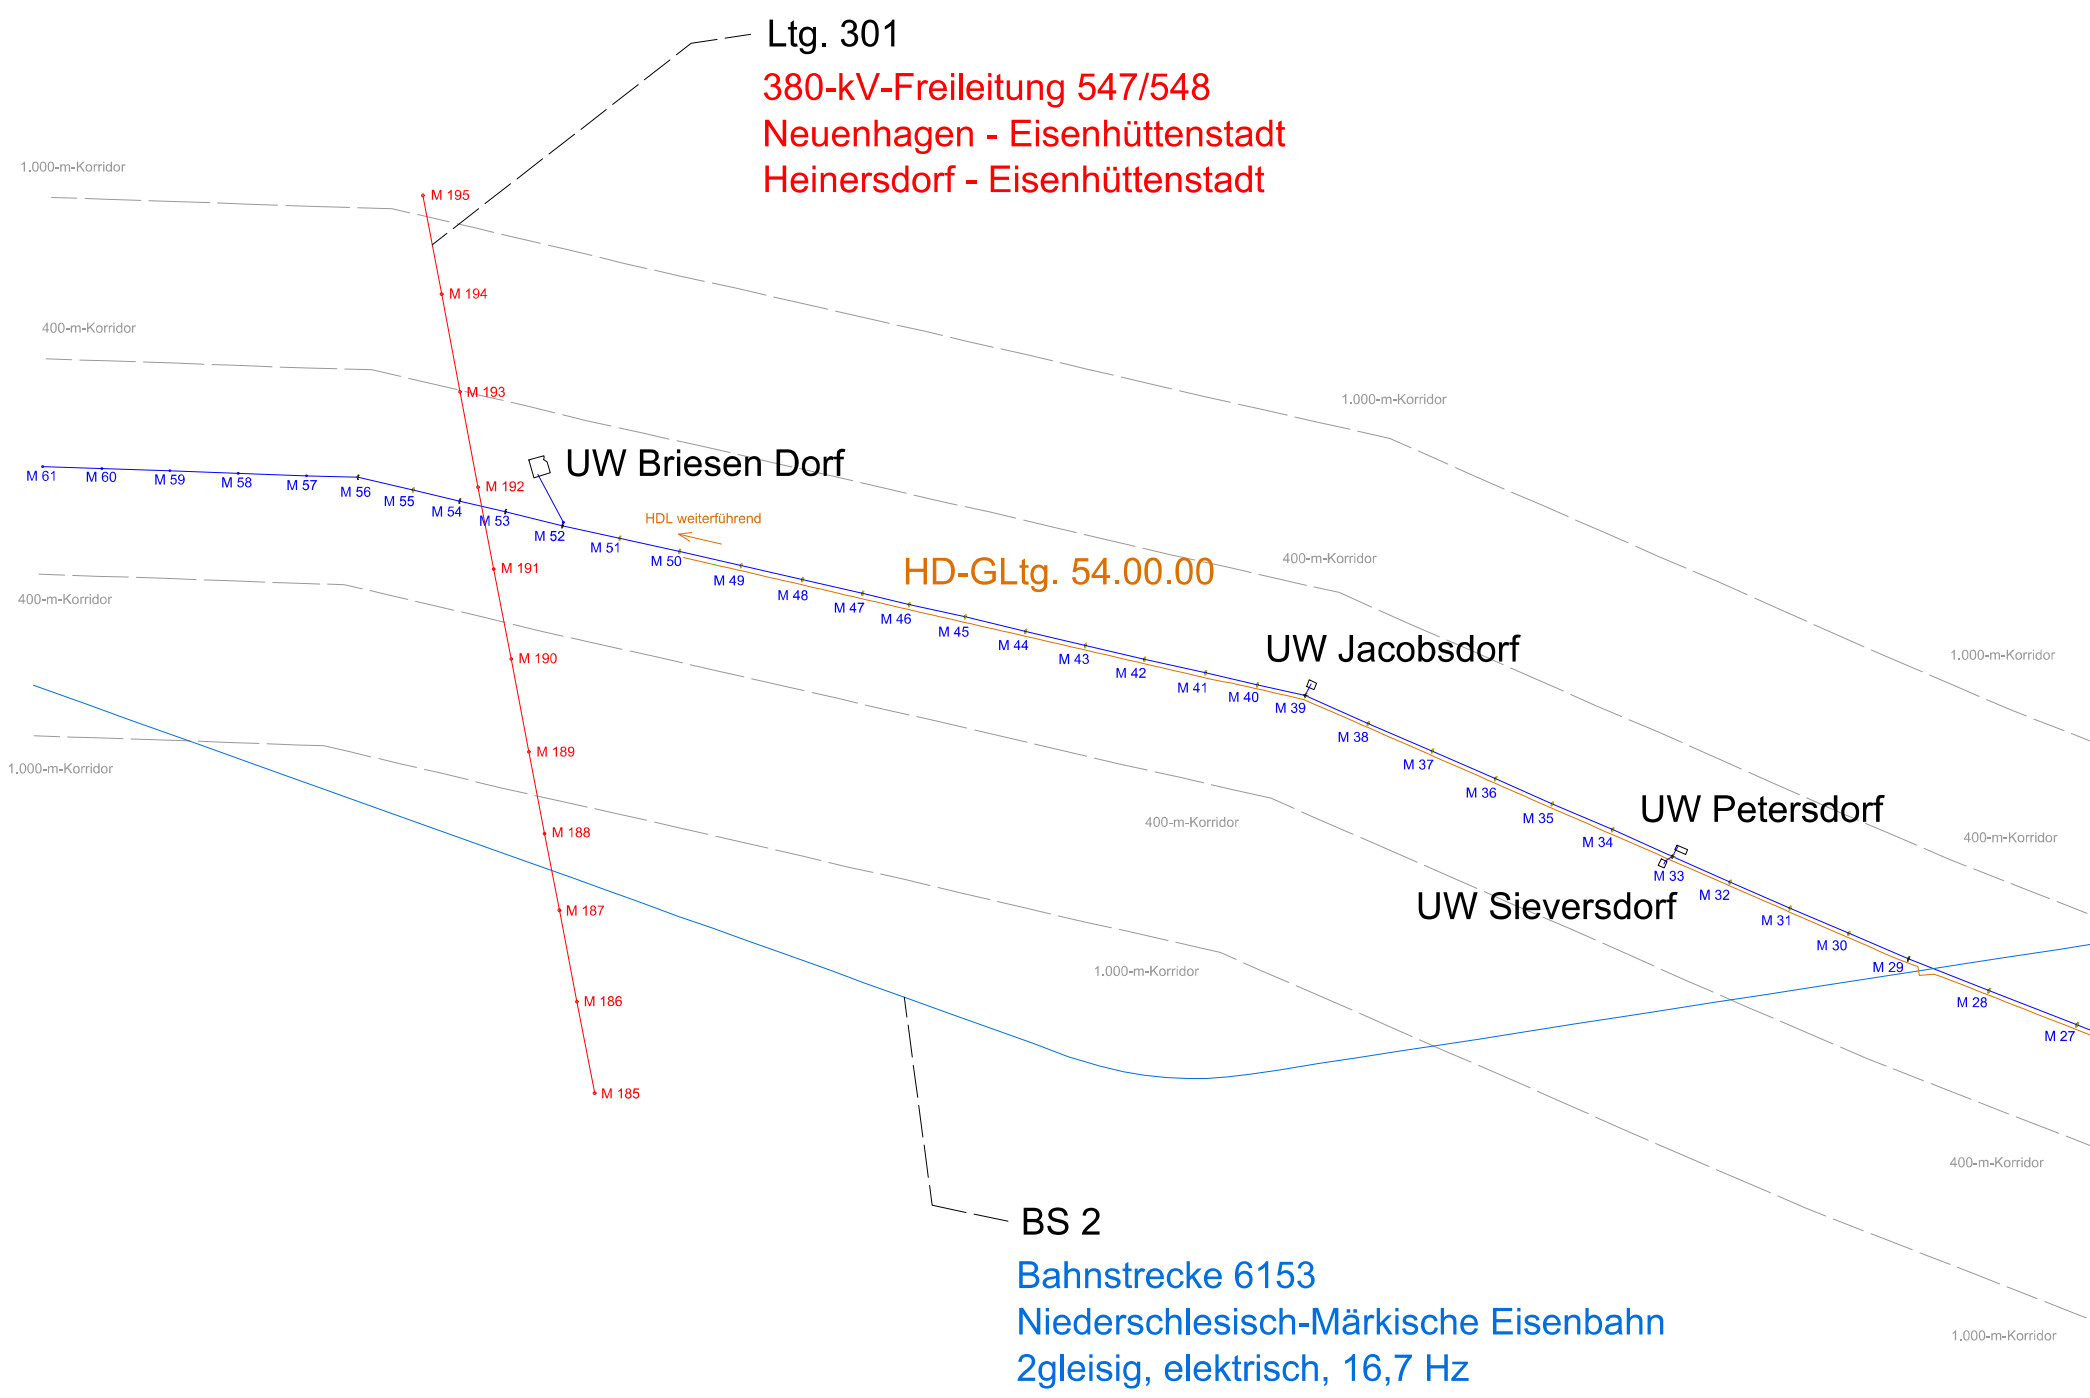 Ltg. 301
380-kV-Freileitung 547/548
Neuenhagen - Eisenhüttenstadt
Heinersdorf - Eisenhüttenstadt
1.000-m-Korridor
M 195
M 194
400-m-Korridor
M 193
1.000-m-Korridor
UW Briesen Dorf
M 61
M 60
M 59
M 58
M 57
M 56
M 55
M 54
M 53
M 192
M 52
M 51
M 50
HDL weiterführend
M 49
M 48
M 47
M 46
M 45
M 44
M 43
M 42
M 41
M 40
M 39
HD-GLtg. 54.00.00
400-m-Korridor
M 191
400-m-Korridor
UW Jacobsdorf
1.000-m-Korridor
M 190
M 38
M 37
M 36
M 35
M 34
M 33
M 32
M 31
M 30
M 29
M 28
M 27
M 189
1.000-m-Korridor
UW Petersdorf
400-m-Korridor
400-m-Korridor
M 188
UW Sieversdorf
M 187
1.000-m-Korridor
M 186
M 185
400-m-Korridor
BS 2
Bahnstrecke 6153
Niederschlesisch-Märkische Eisenbahn
2gleisig, elektrisch, 16,7 Hz
1.000-m-Korridor